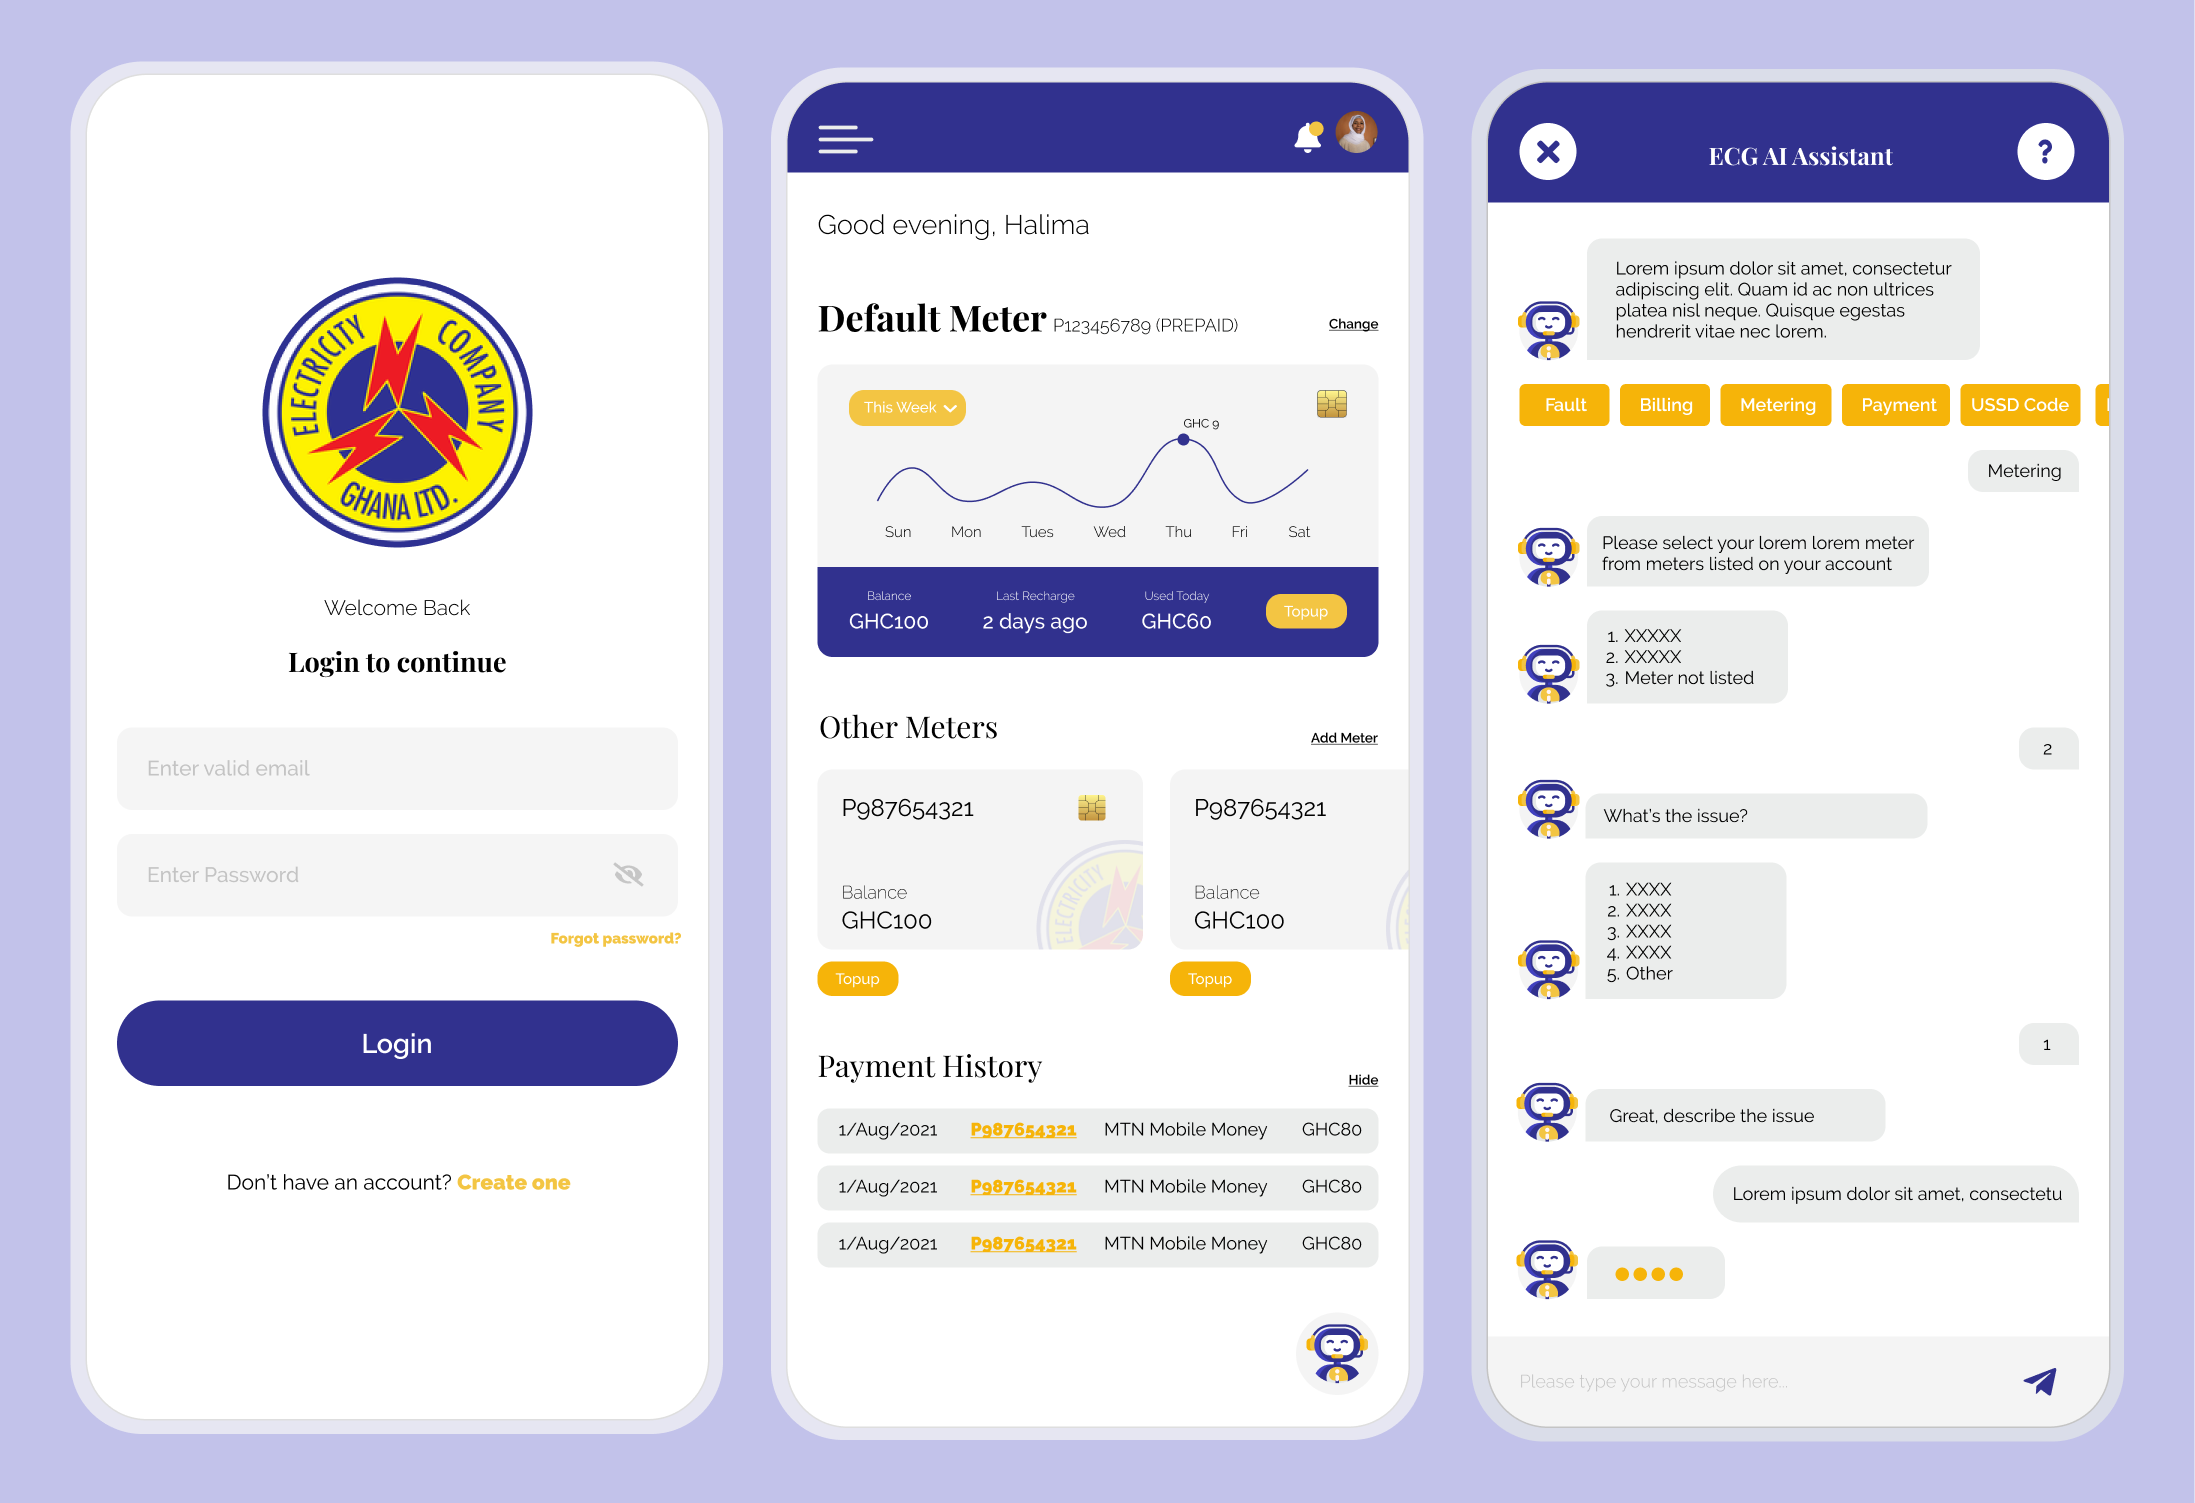 ELECTRICITY COMPANY
GHANA LTD.
Welcome Back
Login to continue
Enter valid email
Enter Password
Forgot password?
Login
Don't have an account? Create one
Good evening, Halima
Default Meter P123456789 (PREPAID) Change
This Week
GHC 9
Sun Mon Tues Wed Thu Fri Sat
Balance Last Recharge Used Today
GHC100 2 days ago GHC60 Topup
Other Meters Add Meter
P987654321 P987654321
ELECTRICITY
Balance Balance
GHC100 GHC100
Topup Topup
Payment History Hide
1/Aug/2021 P987654321 MTN Mobile Money GHC80
1/Aug/2021 P987654321 MTN Mobile Money GHC80
1/Aug/2021 P987654321 MTN Mobile Money GHC80
ECG AI Assistant ?
Lorem ipsum dolor sit amet, consectetur
adipiscing elit. Quam id ac non ultrices
platea nisl neque. Quisque egestas
hendrerit vitae nec lorem.
Fault Billing Metering Payment USSD Code
Metering
Please select your lorem lorem meter
from meters listed on your account
1. XXXXX
2. XXXXX
3. Meter not listed
2
What's the issue?
1. XXXX
2. XXXX
3. XXXX
4. XXXX
5. Other
1
Great, describe the issue
Lorem ipsum dolor sit amet, consectetu
Please type your message here...